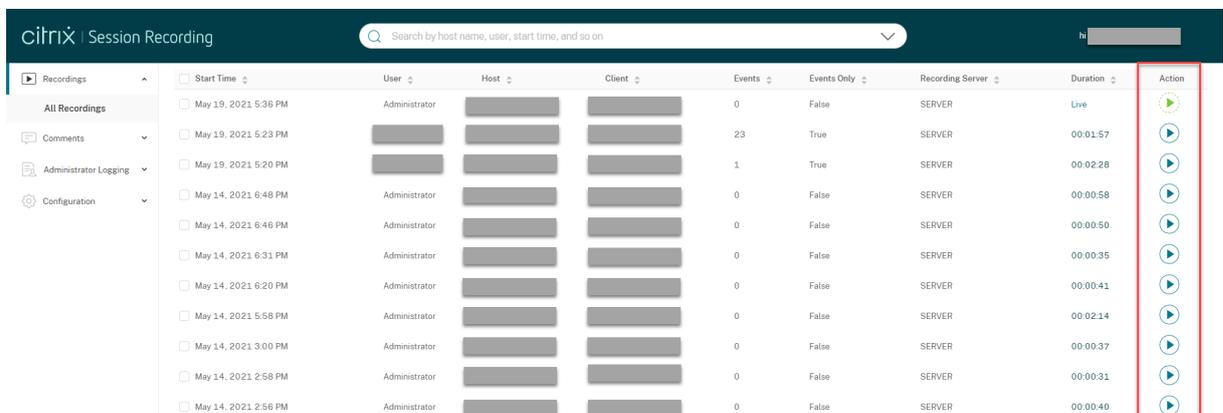 citrix | Session Recording
Search by host name, user, start time, and so on
hi
Recordings
All Recordings
Comments
Administrator Logging
Configuration
Start Time User Host Client Events Events Only Recording Server Duration Action
May 19, 2021 5:36 PM Administrator 0 False SERVER Live
May 19, 2021 5:23 PM 23 True SERVER 00:01:57
May 19, 2021 5:20 PM 1 True SERVER 00:02:28
May 14, 2021 6:48 PM Administrator 0 False SERVER 00:00:58
May 14, 2021 6:46 PM Administrator 0 False SERVER 00:00:50
May 14, 2021 6:31 PM Administrator 0 False SERVER 00:00:35
May 14, 2021 6:20 PM Administrator 0 False SERVER 00:00:41
May 14, 2021 5:58 PM Administrator 0 False SERVER 00:02:14
May 14, 2021 3:00 PM Administrator 0 False SERVER 00:00:37
May 14, 2021 2:58 PM Administrator 0 False SERVER 00:00:31
May 14, 2021 2:56 PM Administrator 0 False SERVER 00:00:40